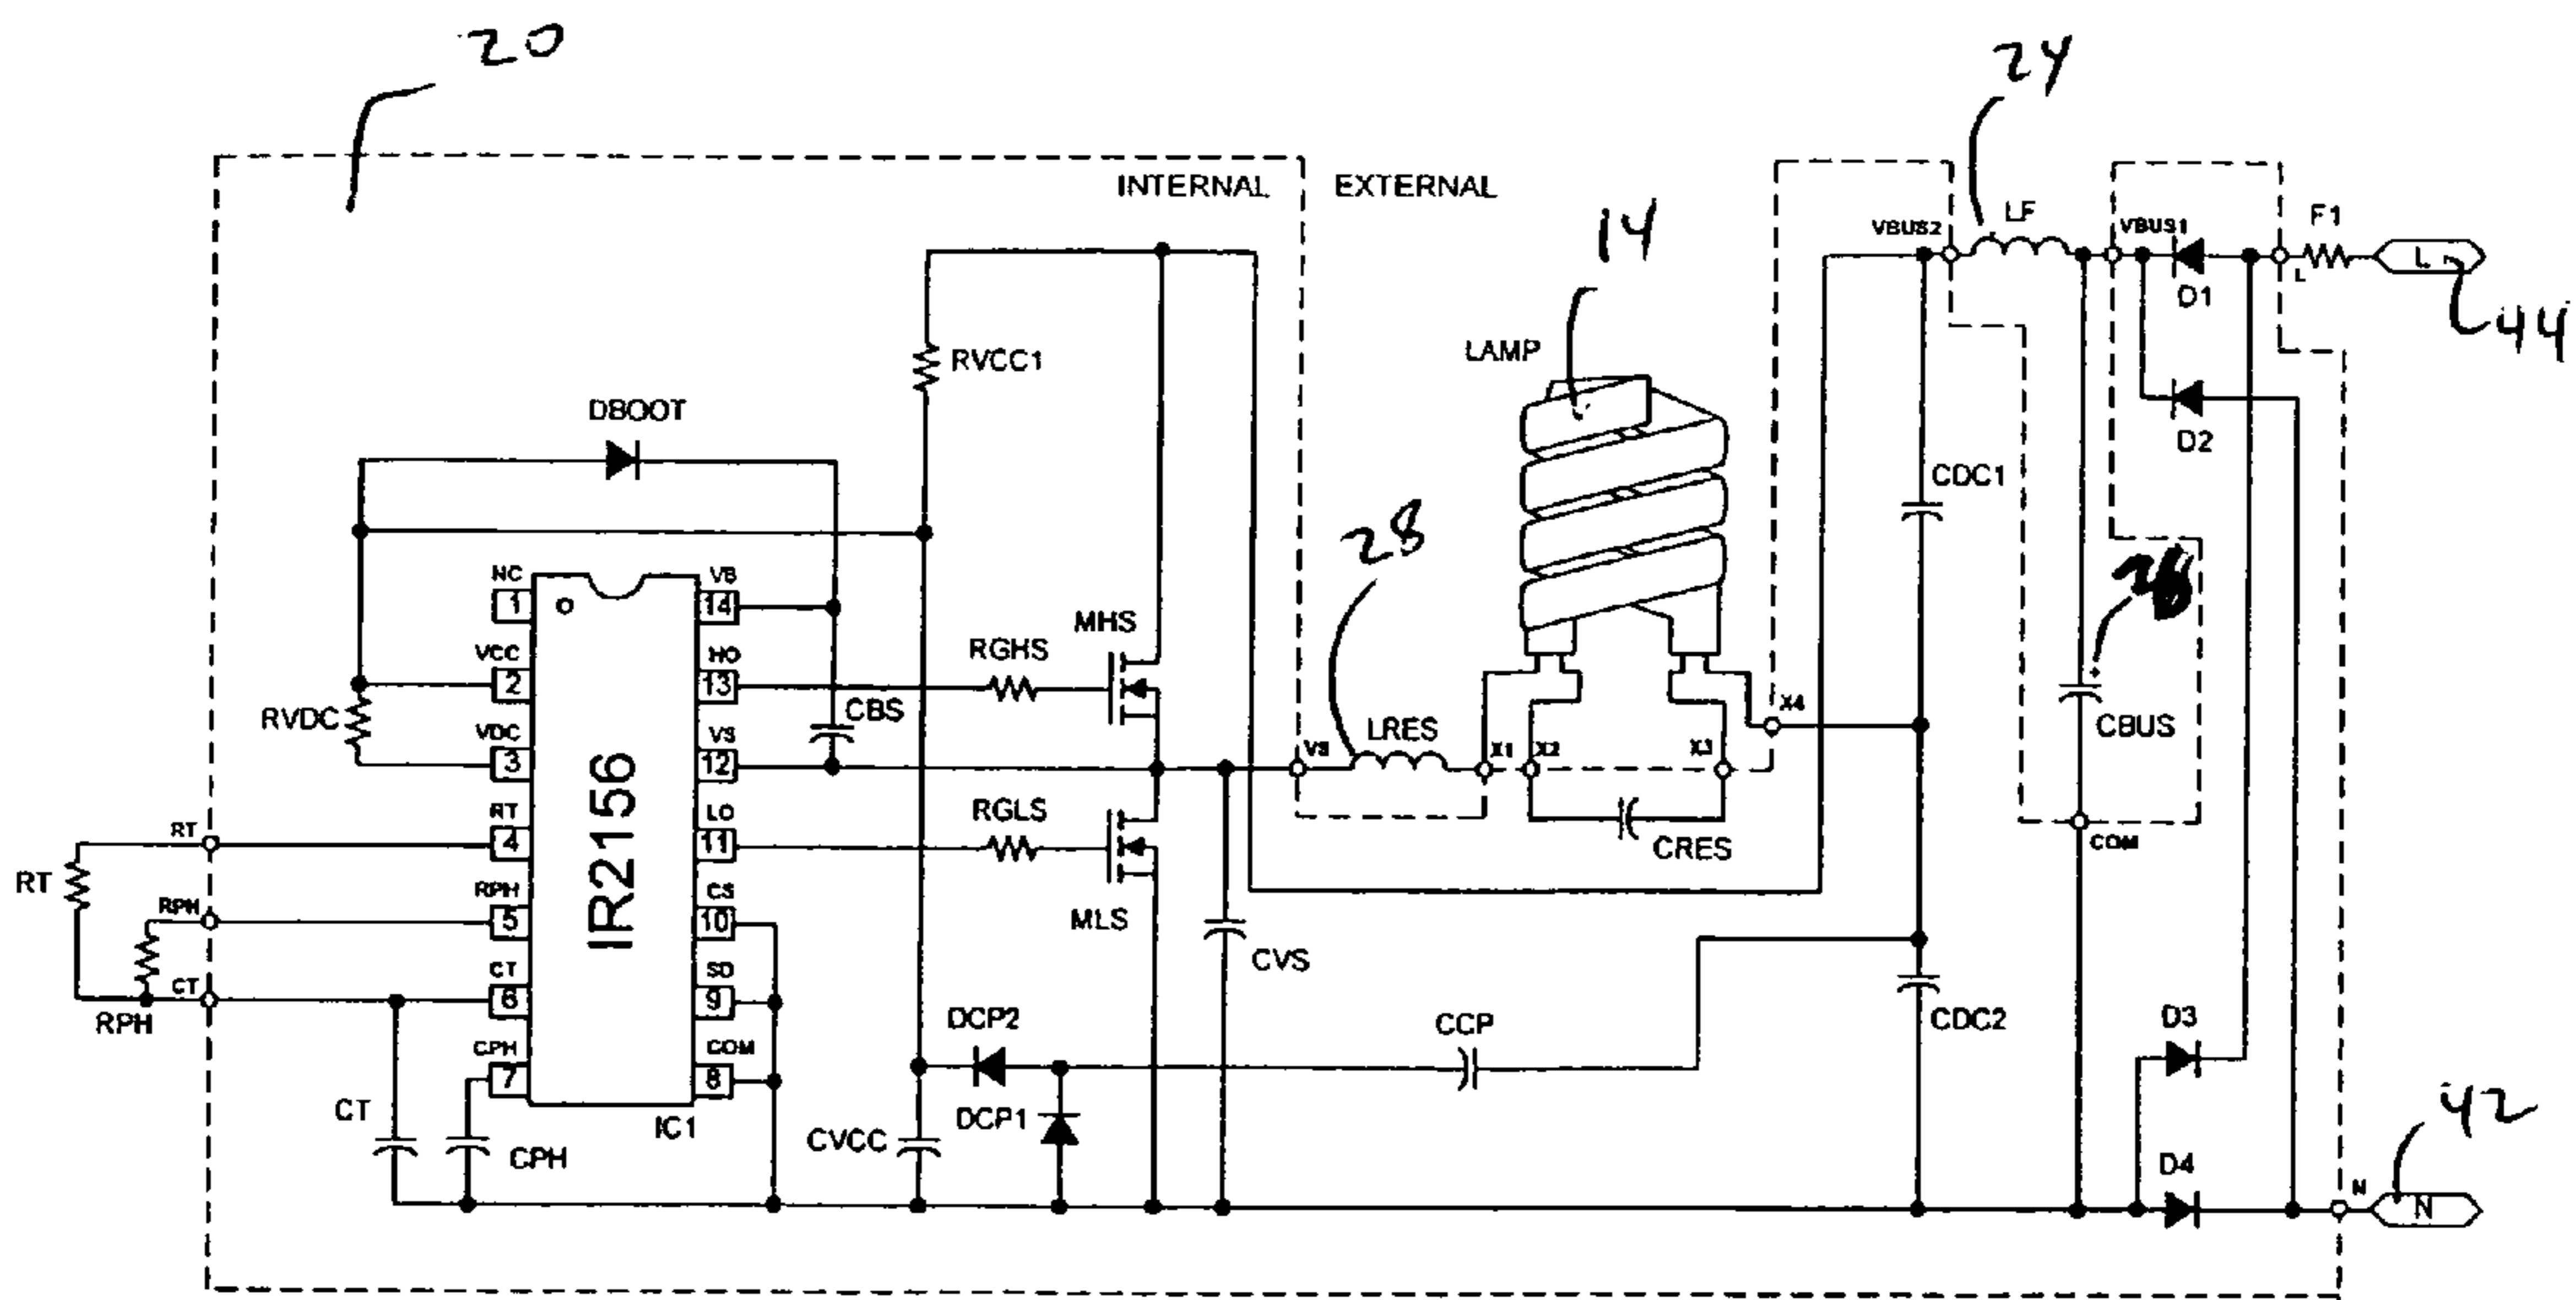 20
24
INTERNAL
EXTERNAL
14
VBUS2
LF
VBUS1
F1
L
L
44
D1
LAMP
RVCC1
DBOOT
D2
CDC1
28
NC
VB
1
14
MHS
VCC
HO
RGHS
2
13
CBS
RVDC
VDC
VS
3
12
VS
LRES
X1
X2
X3
X4
CBUS
+
IR2156
RT
LO
RGLS
RT
4
11
CRES
COM
RT
RPH
CS
MLS
RPH
5
10
CVS
CT
SD
CT
6
9
RPH
DCP2
CCP
CDC2
D3
CPH
COM
7
8
CT
IC1
DCP1
CVCC
CPH
D4
42
N
N